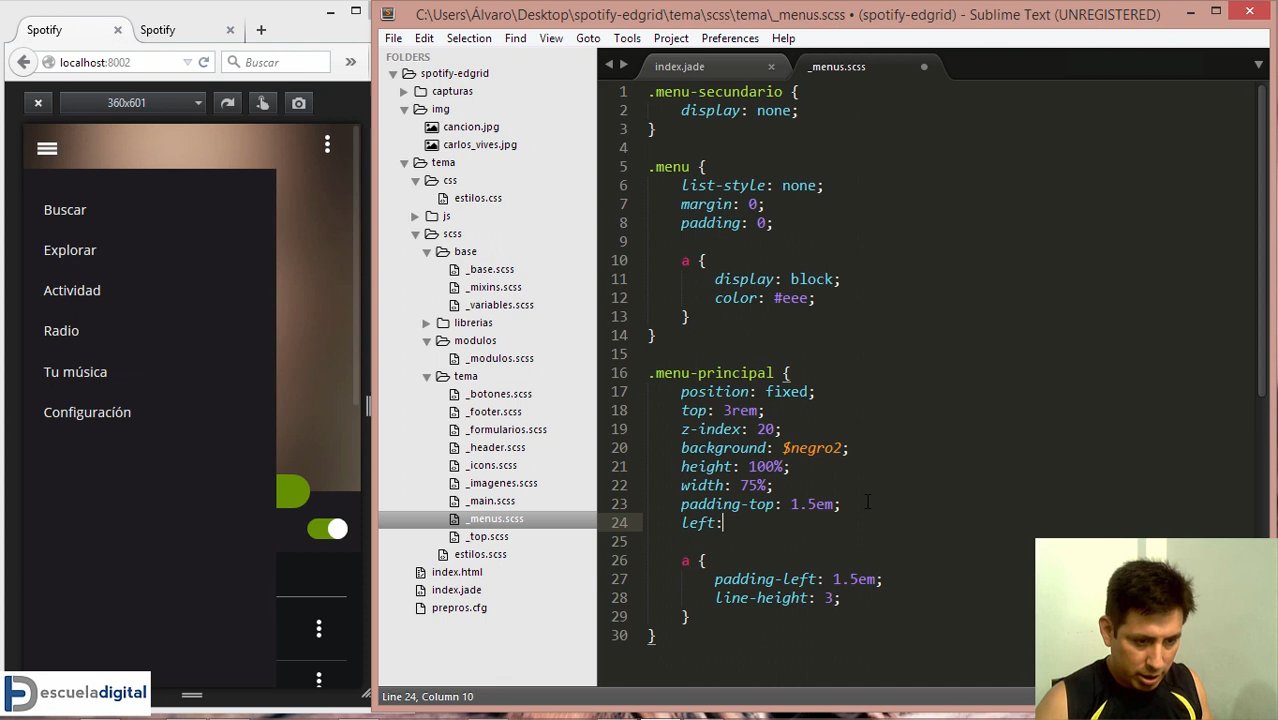 C:\Users\Álvaro\Desktop\spotify-edgrid\tema\scss\tema\_menus.scss • (spotify-edgrid) - Sublime Text (UNREGISTERED)
Spotify
Spotify
localhost:8002
Buscar
360x601
Buscar
Explorar
Actividad
Radio
Tu música
Configuración
escueladigital
File Edit Selection Find View Goto Tools Project Preferences Help
FOLDERS
spotify-edgrid
capturas
img
cancion.jpg
carlos_vives.jpg
tema
css
estilos.css
js
scss
base
_base.scss
_mixins.scss
_variables.scss
librerias
modulos
_modulos.scss
tema
_botones.scss
_footer.scss
_formularios.scss
_header.scss
_icons.scss
_imagenes.scss
_main.scss
_menus.scss
_top.scss
estilos.scss
index.html
index.jade
prepros.cfg
index.jade
_menus.scss
1 .menu-secundario {
2 display: none;
3 }
4
5 .menu {
6 list-style: none;
7 margin: 0;
8 padding: 0;
9
10 a {
11 display: block;
12 color: #eee;
13 }
14 }
15
16 .menu-principal {
17 position: fixed;
18 top: 3rem;
19 z-index: 20;
20 background: $negro2;
21 height: 100%;
22 width: 75%;
23 padding-top: 1.5em;
24 left:
25
26 a {
27 padding-left: 1.5em;
28 line-height: 3;
29 }
30 }
Line 24, Column 10